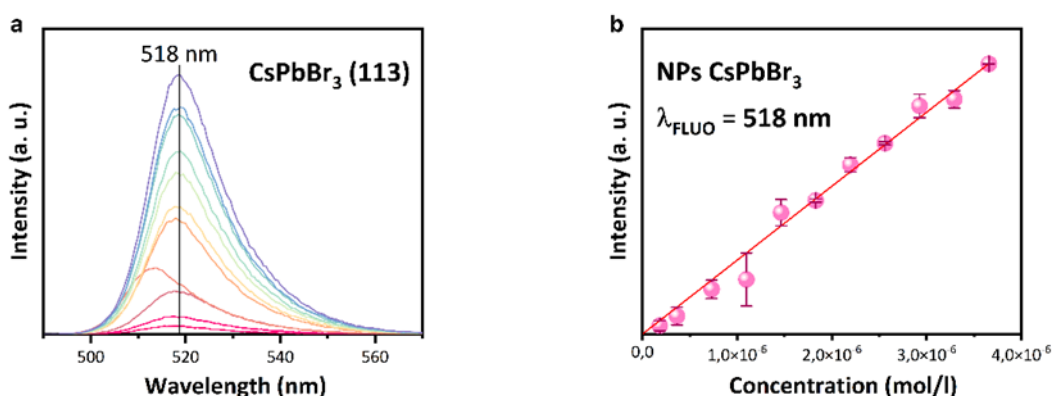 a
518 nm
CsPbBr₃ (113)
Intensity (a. u.)
500
520
540
560
Wavelength (nm)
b
NPs CsPbBr₃
λFLUO = 518 nm
Intensity (a. u.)
0,0
1,0×10⁻⁶
2,0×10⁻⁶
3,0×10⁻⁶
4,0×10⁻⁶
Concentration (mol/l)